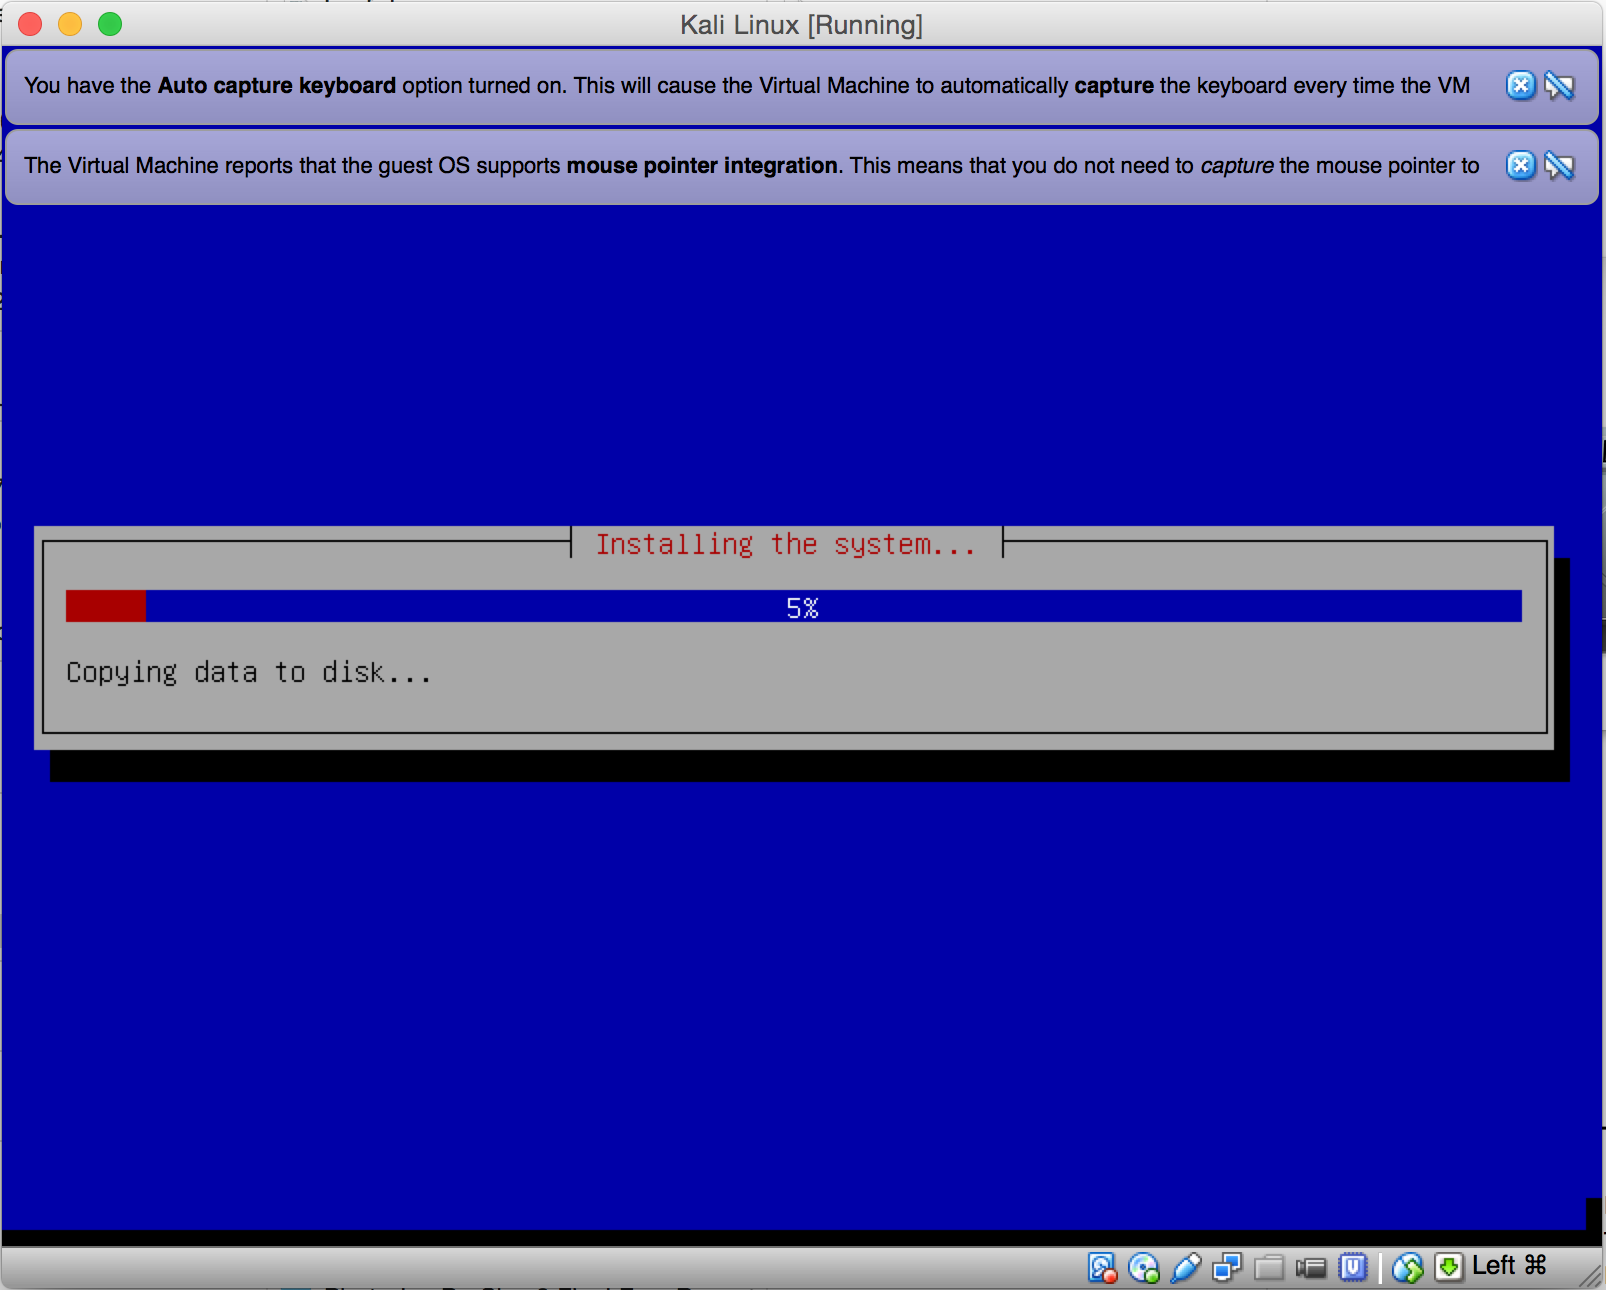 Kali Linux [Running]
You have the Auto capture keyboard option turned on. This will cause the Virtual Machine to automatically capture the keyboard every time the VM
The Virtual Machine reports that the guest OS supports mouse pointer integration. This means that you do not need to capture the mouse pointer to
Installing the system...
5%
Copying data to disk...
Left ⌘